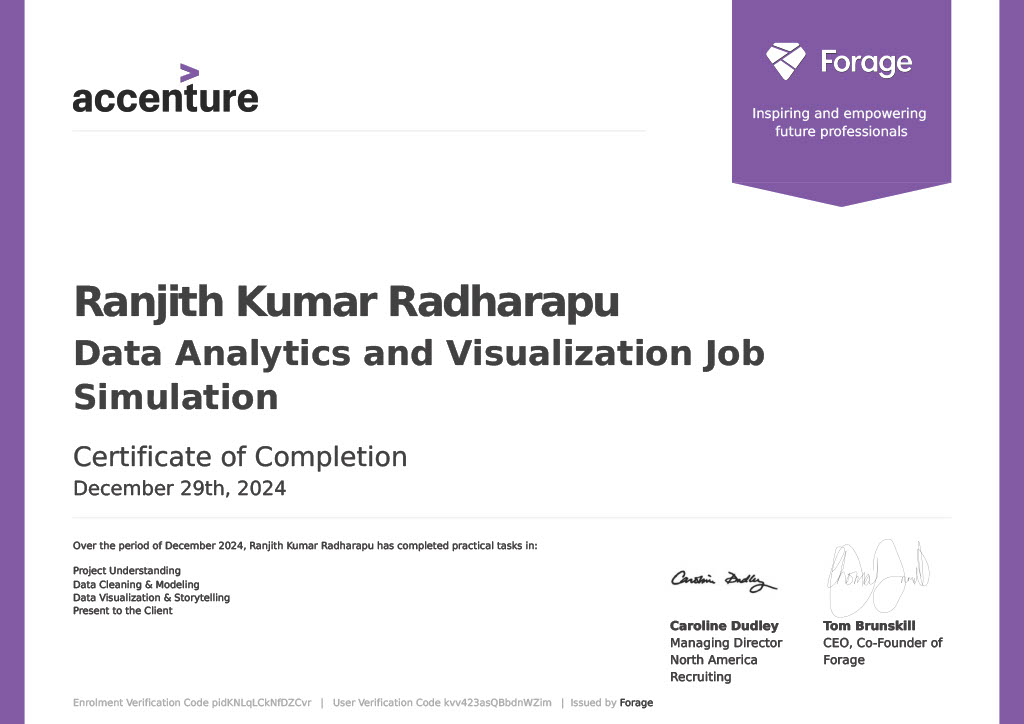 accenture
Forage
Inspiring and empowering
future professionals
Ranjith Kumar Radharapu
Data Analytics and Visualization Job
Simulation
Certificate of Completion
December 29th, 2024
Over the period of December 2024, Ranjith Kumar Radharapu has completed practical tasks in:
Project Understanding
Data Cleaning & Modeling
Data Visualization & Storytelling
Present to the Client
Caroline Dudley
Caroline Dudley
Managing Director
North America
Recruiting
Tom Brunskill
CEO, Co-Founder of
Forage
Enrolment Verification Code pidKNLqLCkNfDZCvr | User Verification Code kvv423asQBbdnWZim | Issued by Forage